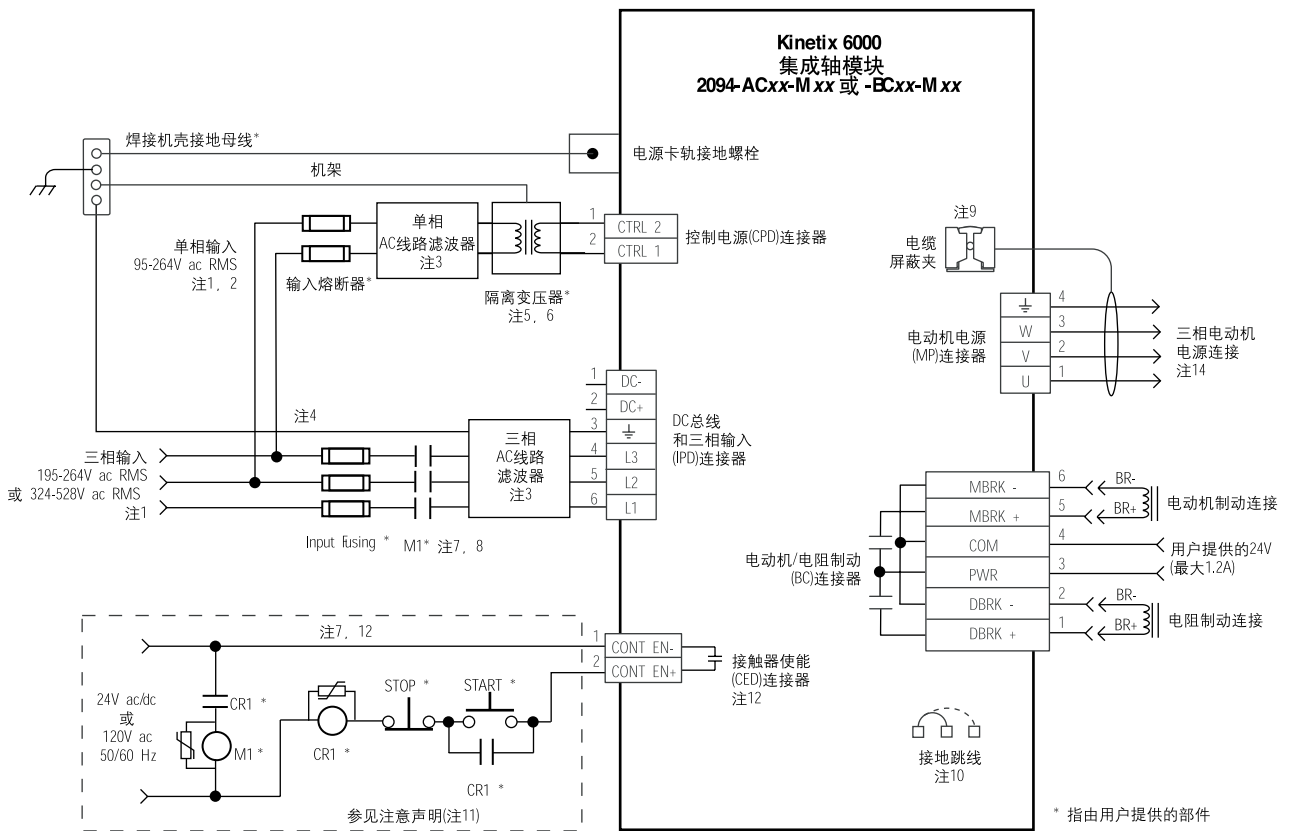 Kinetix 6000
集成轴模块
2094-ACxx-Mxx 或 -BCxx-Mxx
焊接机壳接地母线*
电源卡轨接地螺栓
机架
单相输入
95-264V ac RMS
注1, 2
输入熔断器*
单相
AC线路滤波器
注3
隔离变压器*
注5, 6
1
2
CTRL 2
CTRL 1
控制电源(CPD)连接器
注9
电缆
屏蔽夹
电动机电源
(MP)连接器
W
V
U
4
3
2
1
三相电动机
电源连接
注14
1
2
3
4
5
6
DC-
DC+
L3
L2
L1
DC总线
和三相输入
(IPD)连接器
注4
三相输入
195-264V ac RMS
或 324-528V ac RMS
注1
三相
AC线路
滤波器
注3
Input Fusing *
M1* 注7, 8
电动机/电阻制动
(BC)连接器
MBRK -
MBRK +
COM
PWR
DBRK -
DBRK +
6
5
4
3
2
1
BR-
BR+
电动机制动连接
用户提供的24V
(最大1.2A)
BR-
BR+
电阻制动连接
注7, 12
1
2
CONT EN-
CONT EN+
接触器使能
(CED)连接器
注12
24V ac/dc
或
120V ac
50/60 Hz
CR1 *
M1 *
CR1 *
STOP *
START *
CR1 *
参见注意声明(注11)
接地跳线
注10
* 指由用户提供的部件